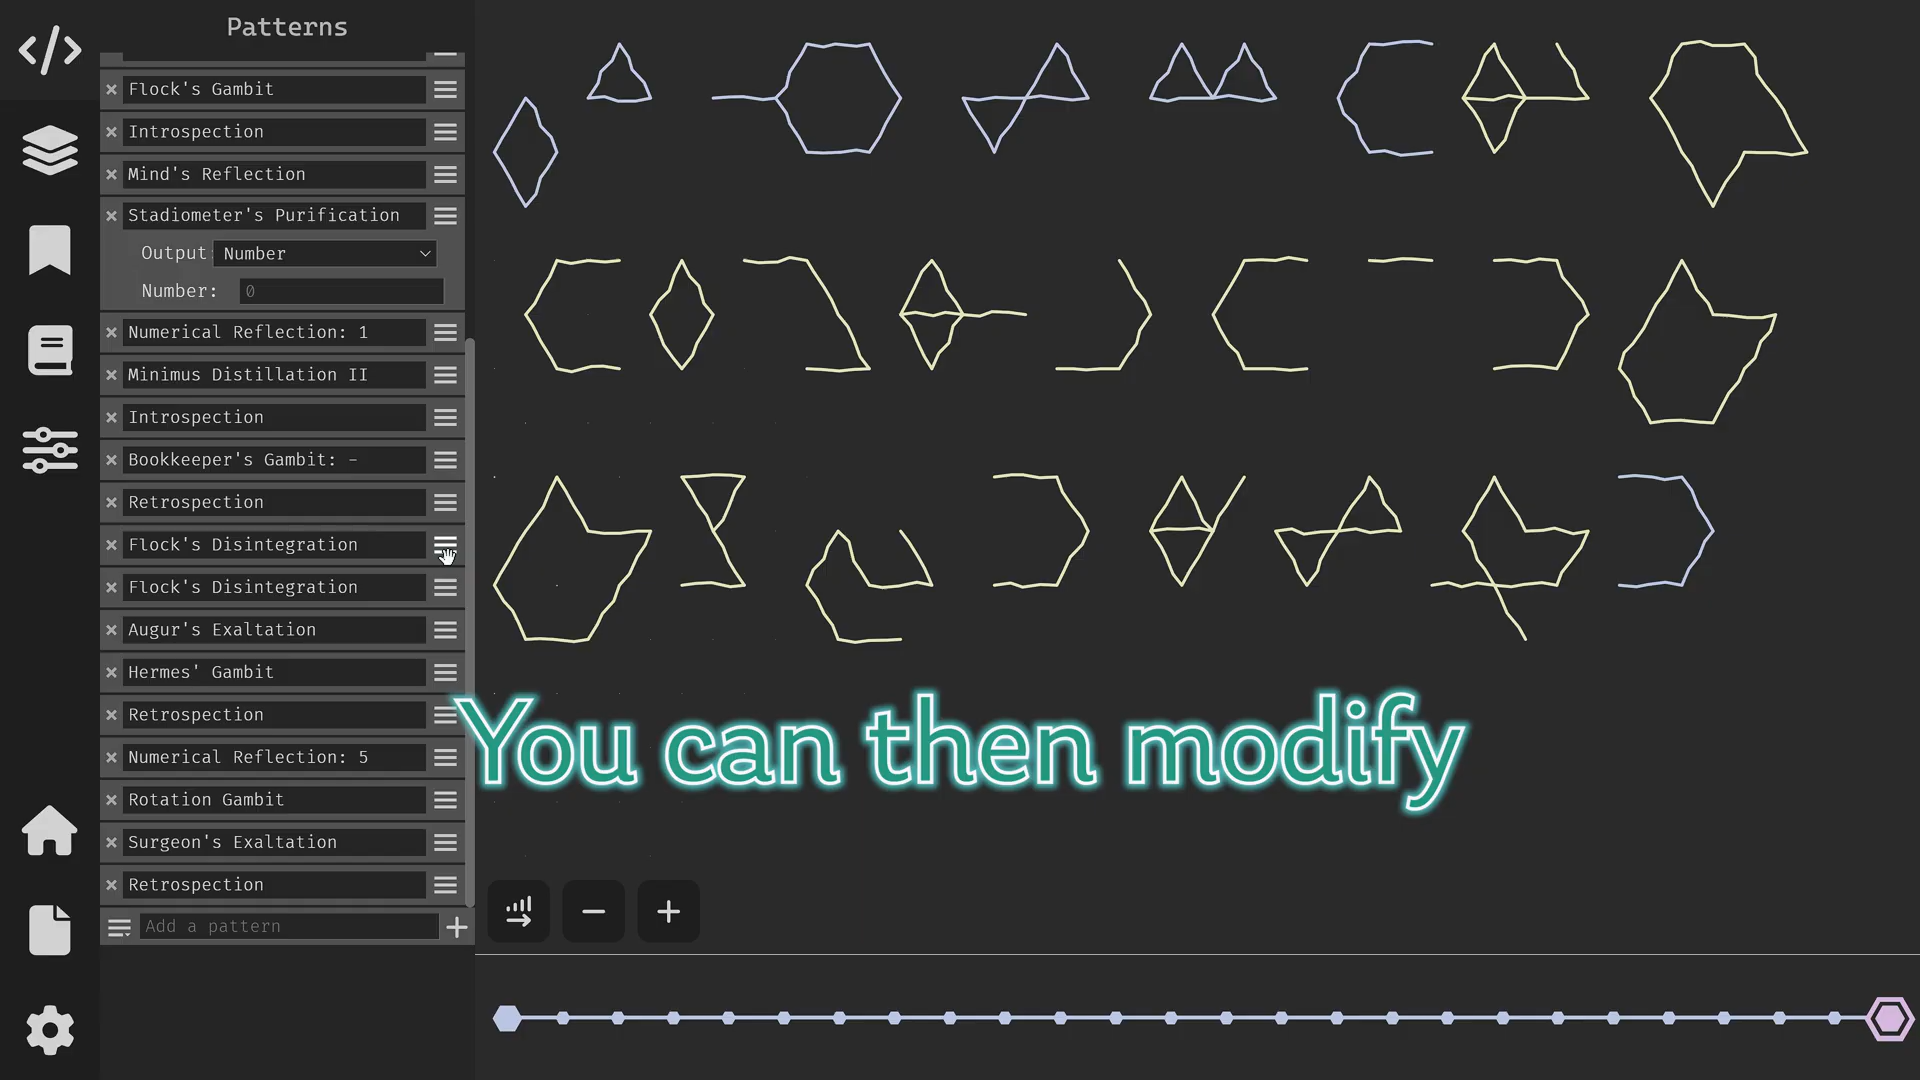 Patterns
Flock's Gambit
Introspection
Mind's Reflection
Stadiometer's Purification
Output: Number
Number: 0
Numerical Reflection: 1
Minimus Distillation II
Introspection
Bookkeeper's Gambit: -
Retrospection
Flock's Disintegration
Flock's Disintegration
Augur's Exaltation
Hermes' Gambit
Retrospection
Numerical Reflection: 5
Rotation Gambit
Surgeon's Exaltation
Retrospection
Add a pattern
You can then modify